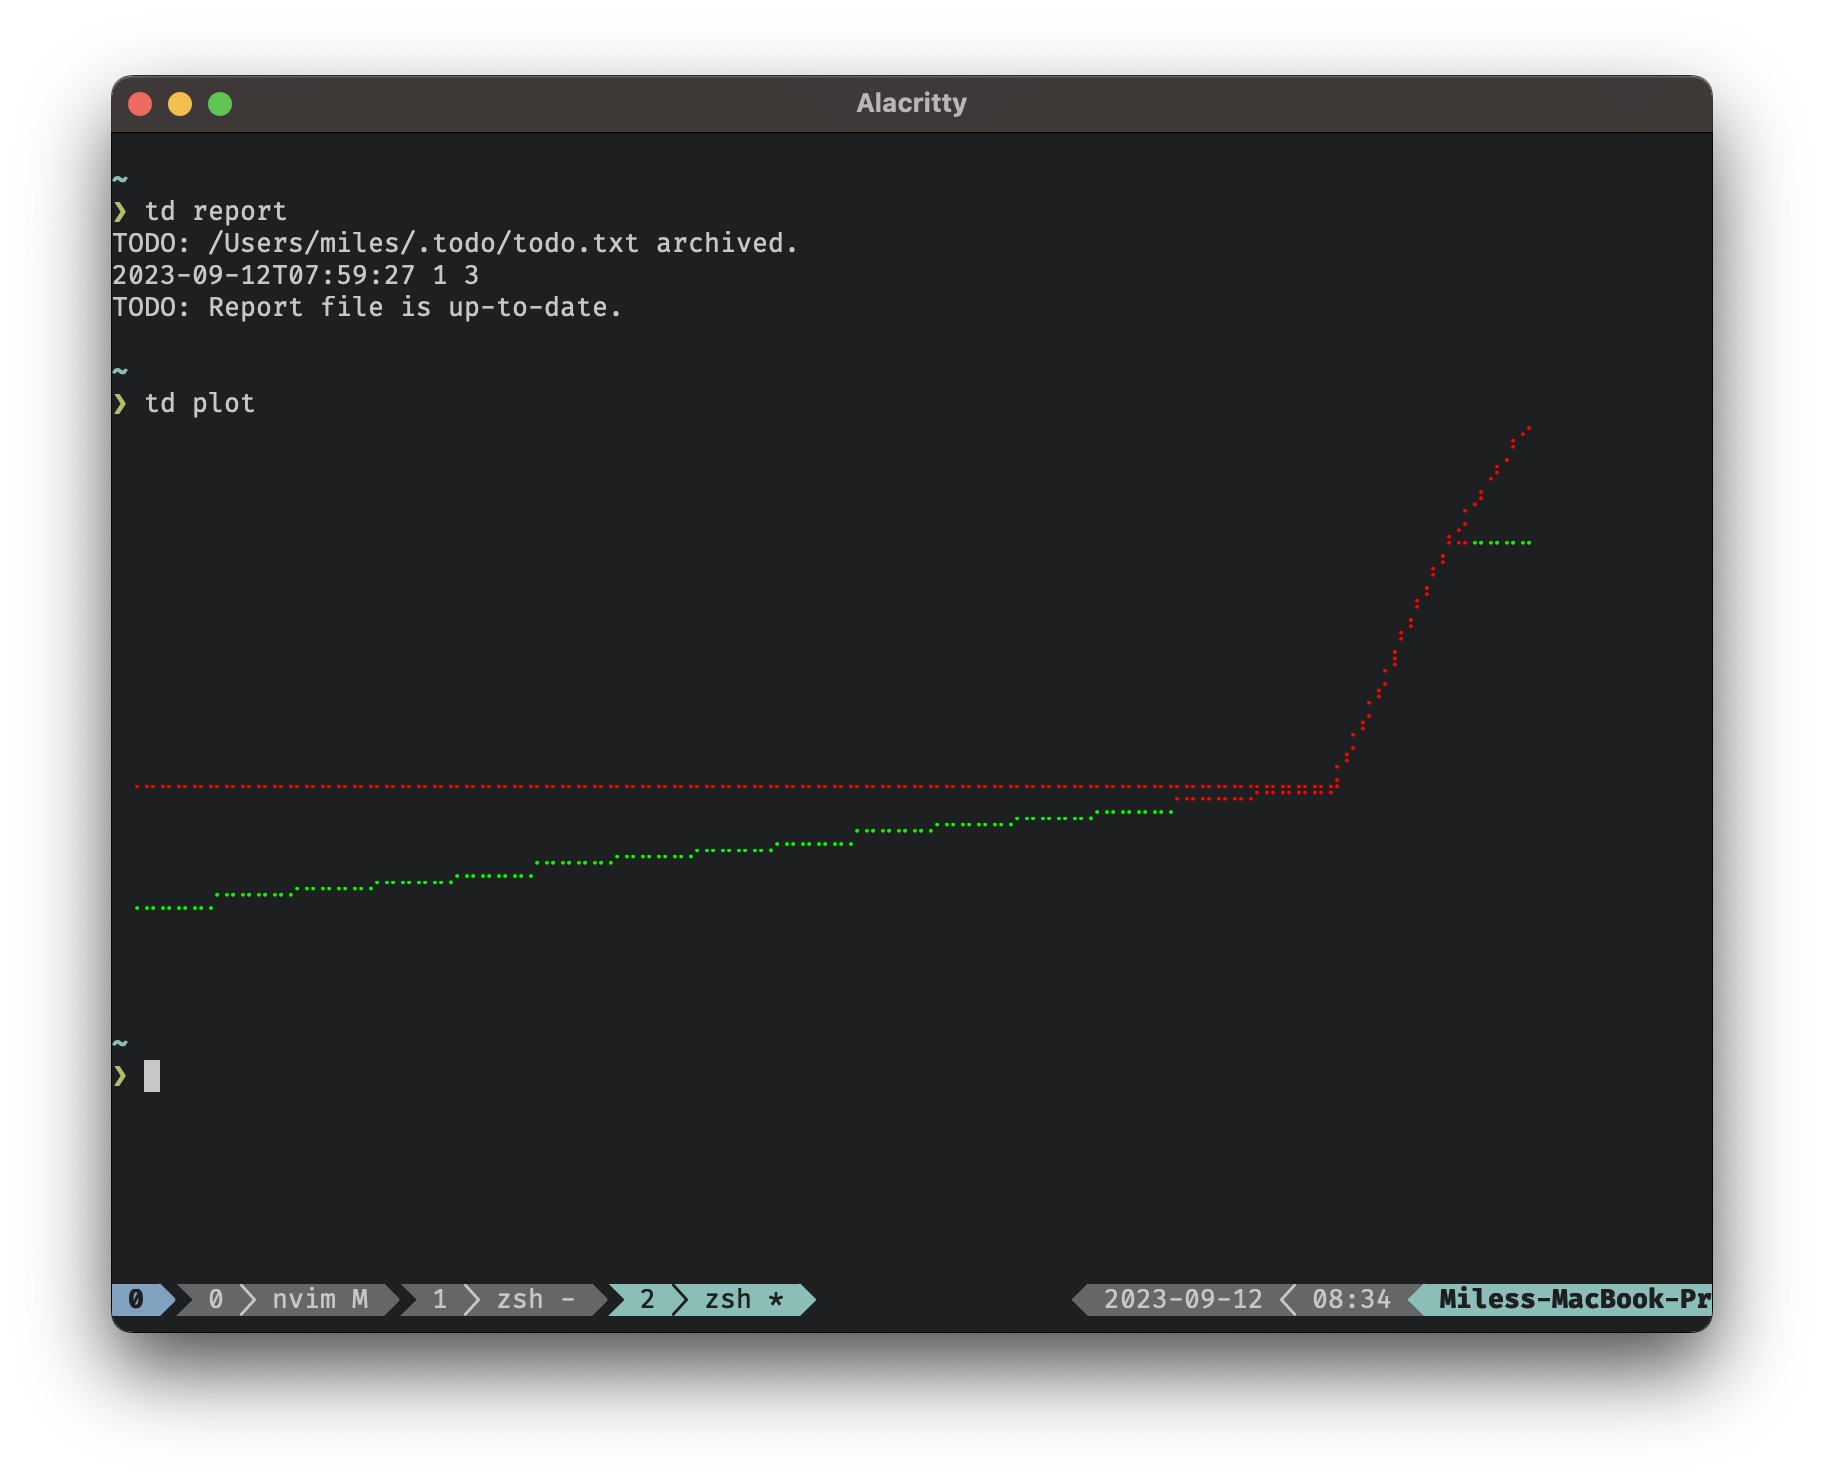 Alacritty
~
❯ td report
TODO: /Users/miles/.todo/todo.txt archived.
2023-09-12T07:59:27 1 3
TODO: Report file is up-to-date.
~
❯ td plot
~
❯
0 0 nvim M 1 zsh - 2 zsh * 2023-09-12 08:34 Miless-MacBook-Pr